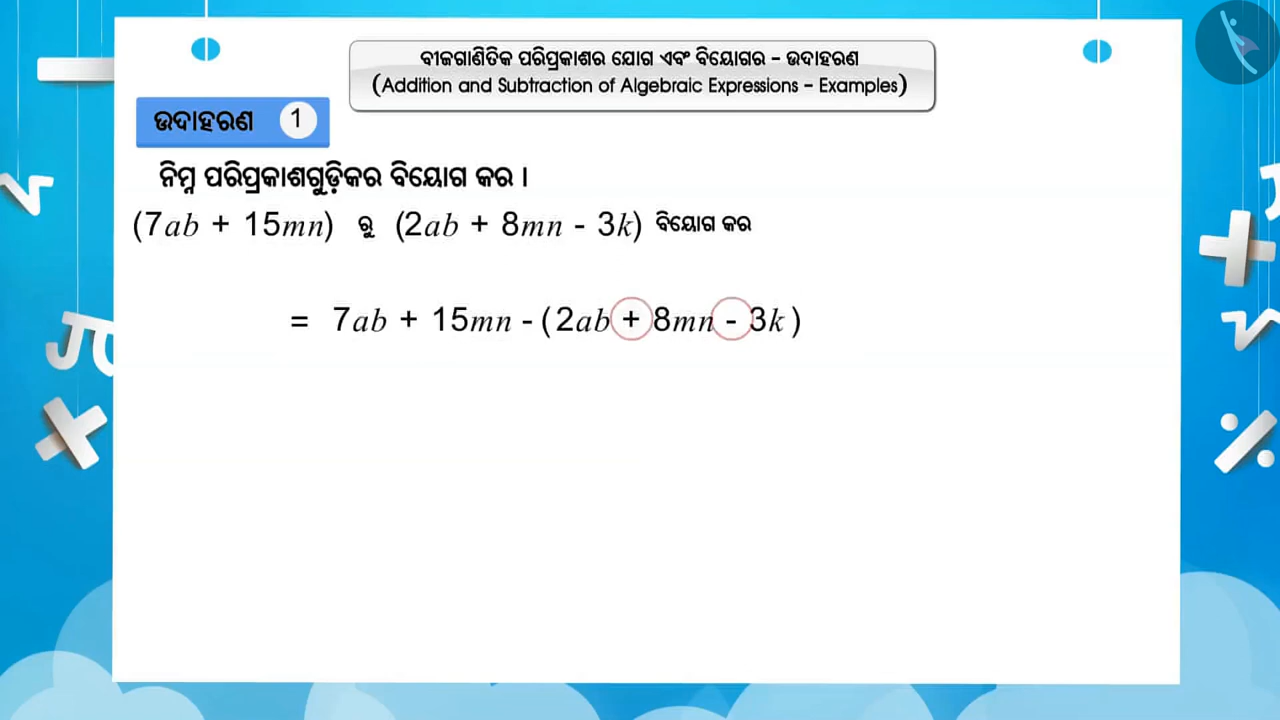 ବୀଜଗାଣିତିକ ପରିପ୍ରକାଶର ଯୋଗ ଏବଂ ବିୟୋଗର – ଉଦାହରଣ
(Addition and Subtraction of Algebraic Expressions – Examples)
ଉଦାହରଣ 1
ନିମ୍ନ ପରିପ୍ରକାଶଗୁଡ଼ିକର ବିୟୋଗ କର ।
(7ab + 15mn) ରୁ (2ab + 8mn - 3k) ବିୟୋଗ କର
= 7ab + 15mn - (2ab + 8mn - 3k)